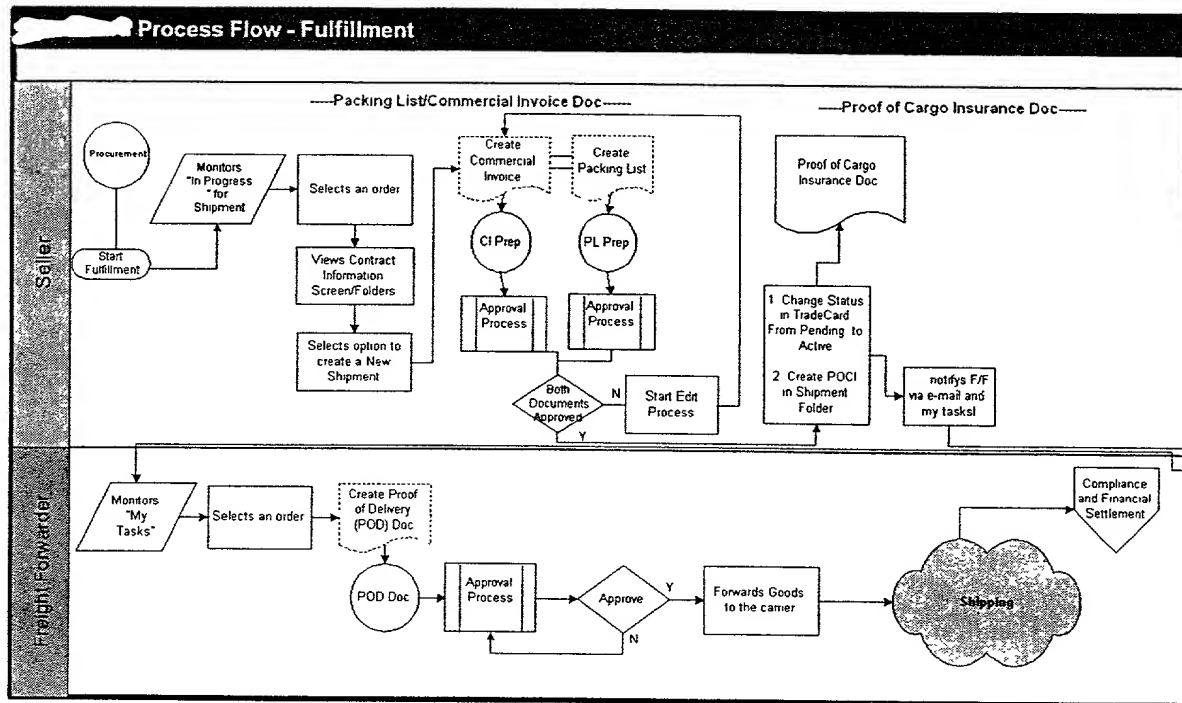 Process Flow - Fulfillment
-----Packing List/Commercial Invoice Doc------
-----Proof of Cargo Insurance Doc-----
Seller
Procurement
Start
Fulfillment
Monitors
"In Progress
" for
Shipment
Selects an order
Views Contract
Information
Screen/Folders
Selects option to
create a New
Shipment
Create
Commercial
Invoice
Create
Packing List
CI Prep
PL Prep
Approval
Process
Approval
Process
Both
Documents
Approved
N
Y
Start Edit
Process
Proof of Cargo
Insurance Doc
1 Change Status
in TradeCard
From Pending to
Active
2 Create POCI
in Shipment
Folder
notifys F/F
via e-mail and
my tasks!
Freight Forwarder
Monitors
"My
Tasks"
Selects an order
Create Proof
of Delivery
(POD) Doc
POD Doc
Approval
Process
Approve
Y
N
Forwards Goods
to the carrier
Shipping
Compliance
and Financial
Settlement